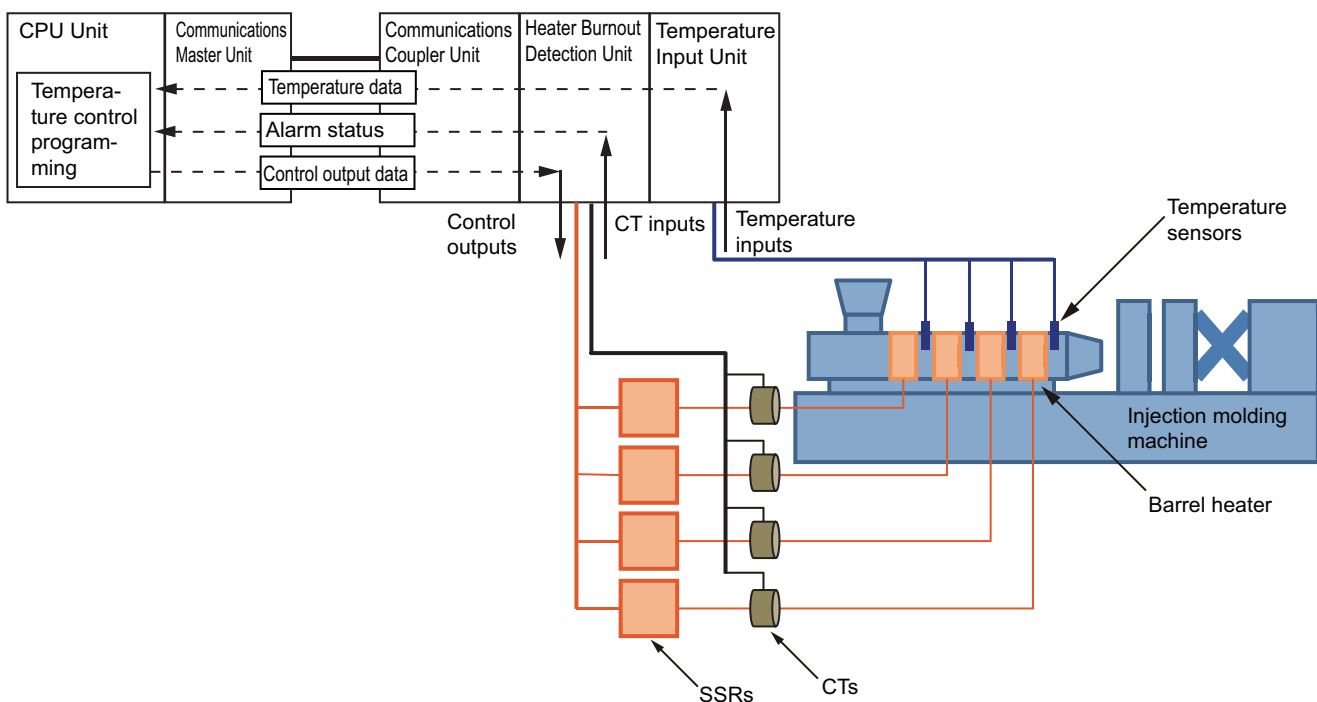 CPU Unit
Communications
Master Unit
Communications
Coupler Unit
Heater Burnout
Detection Unit
Temperature
Input Unit
Tempera-
ture control
program-
ming
Temperature data
Alarm status
Control output data
Control
outputs
CT inputs
Temperature
inputs
Temperature
sensors
Injection molding
machine
Barrel heater
SSRs
CTs